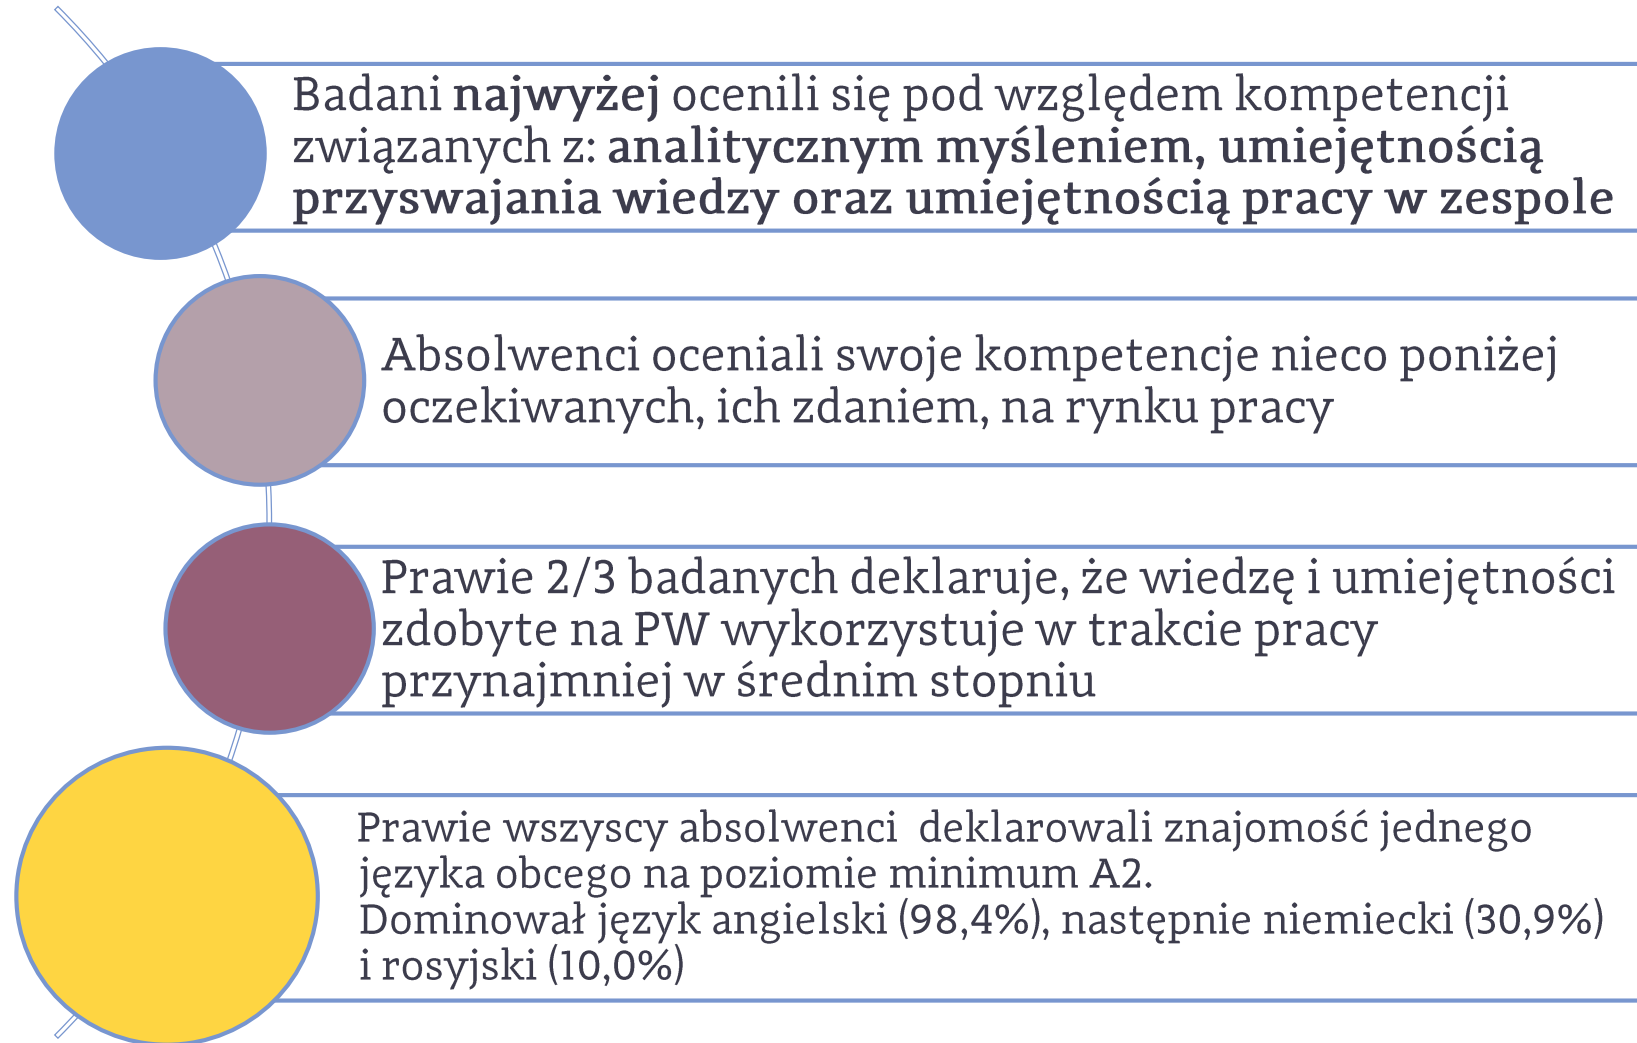 Badani najwyżej ocenili się pod względem kompetencji
związanych z: analitycznym myśleniem, umiejętnością
przyswajania wiedzy oraz umiejętnością pracy w zespole
Absolwenci oceniali swoje kompetencje nieco poniżej
oczekiwanych, ich zdaniem, na rynku pracy
Prawie 2/3 badanych deklaruje, że wiedzę i umiejętności
zdobyte na PW wykorzystuje w trakcie pracy
przynajmniej w średnim stopniu
Prawie wszyscy absolwenci  deklarowali znajomość jednego
języka obcego na poziomie minimum A2.
Dominował język angielski (98,4%), następnie niemiecki (30,9%)
i rosyjski (10,0%)